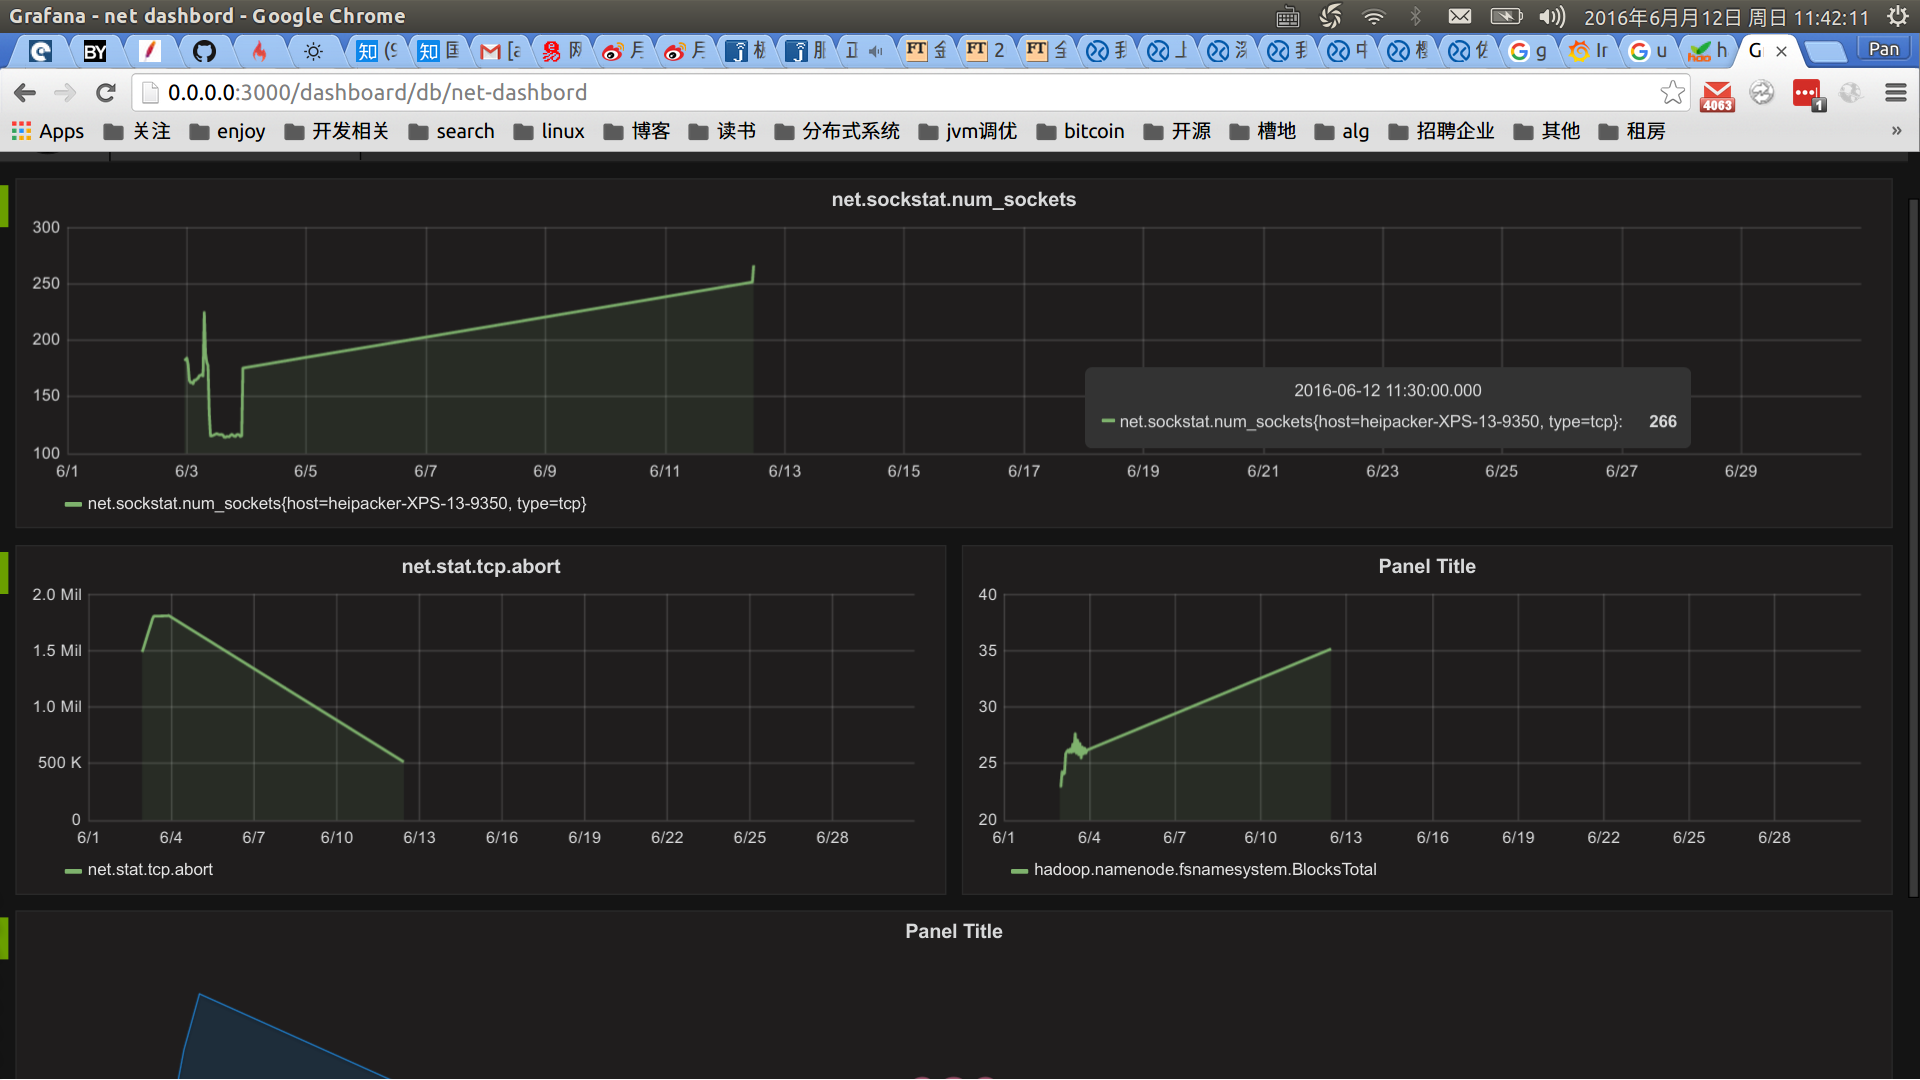 Grafana - net dashbord - Google Chrome
2016年6月月12日 周日 11:42:11
BY
知 (9
知
M [a
FT
FT 2
FT
G g
Ir
G u
h
G ×
Pan
0.0.0.0:3000/dashboard/db/net-dashbord
4063
1
Apps 关注 enjoy 开发相关 search linux 博客 读书 分布式系统 jvm调优 bitcoin 开源 槽地 alg 招聘企业 其他 租房 »
net.sockstat.num_sockets
300
250
200
150
100
6/1 6/3 6/5 6/7 6/9 6/11 6/13 6/15 6/17 6/19 6/21 6/23 6/25 6/27 6/29
2016-06-12 11:30:00.000
net.sockstat.num_sockets{host=heipacker-XPS-13-9350, type=tcp}: 266
net.sockstat.num_sockets{host=heipacker-XPS-13-9350, type=tcp}
net.stat.tcp.abort
2.0 Mil
1.5 Mil
1.0 Mil
500 K
0
6/1 6/4 6/7 6/10 6/13 6/16 6/19 6/22 6/25 6/28
net.stat.tcp.abort
Panel Title
40
35
30
25
20
6/1 6/4 6/7 6/10 6/13 6/16 6/19 6/22 6/25 6/28
hadoop.namenode.fsnamesystem.BlocksTotal
Panel Title